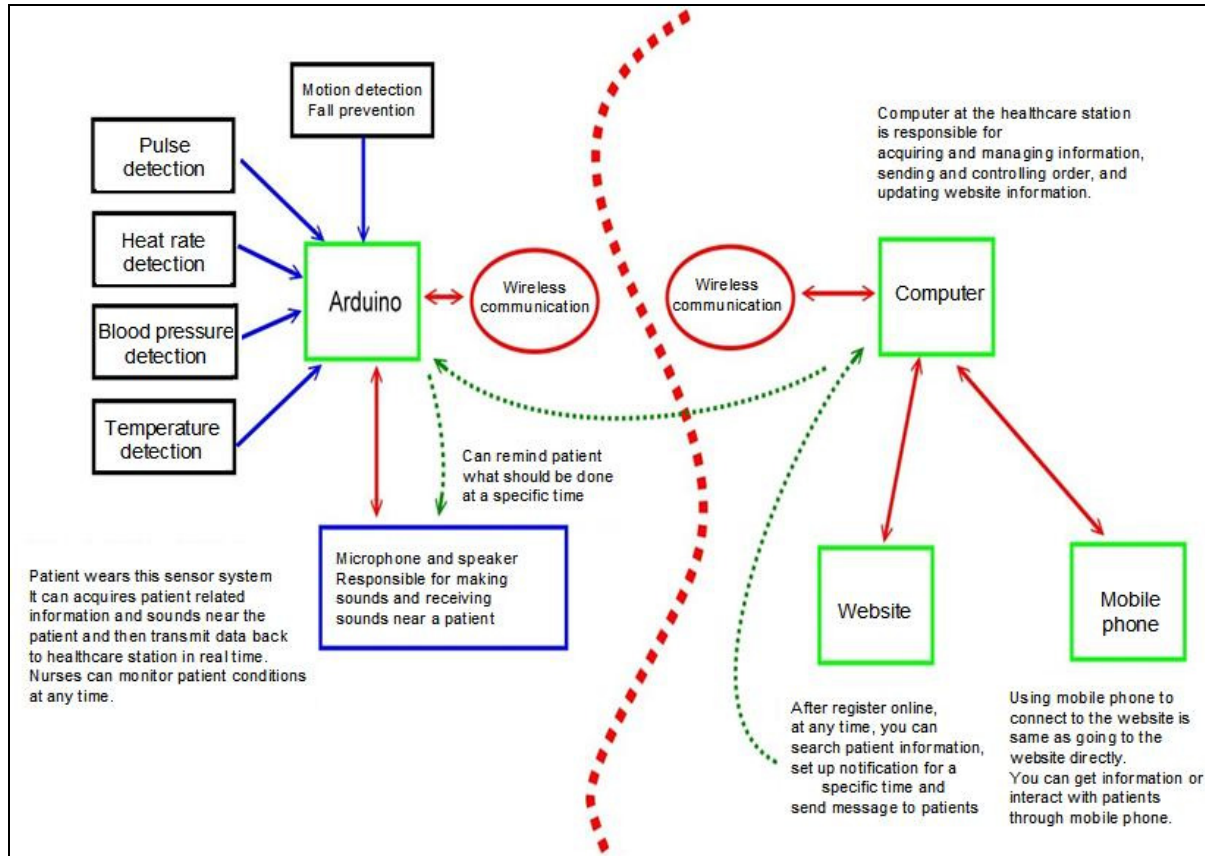 Motion detection
Fall prevention
Pulse
detection
Heat rate
detection
Blood pressure
detection
Temperature
detection
Arduino
Wireless
communication
Wireless
communication
Computer
Computer at the healthcare station
is responsible for
acquiring and managing information,
sending and controlling order, and
updating website information.
Can remind patient
what should be done
at a specific time
Microphone and speaker
Responsible for making
sounds and receiving
sounds near a patient
Patient wears this sensor system
It can acquires patient related
information and sounds near the
patient and then transmit data back
to healthcare station in real time.
Nurses can monitor patient conditions
at any time.
Website
Mobile
phone
After register online,
at any time, you can
search patient information,
set up notification for a
specific time and
send message to patients
Using mobile phone to
connect to the website is
same as going to the
website directly.
You can get information or
interact with patients
through mobile phone.